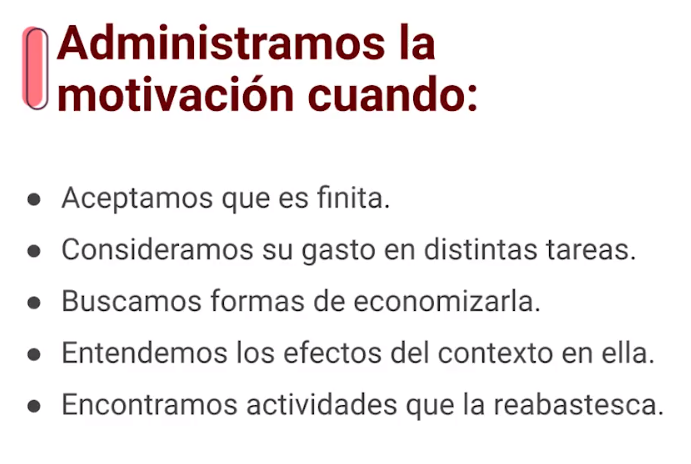 Administramos la
motivación cuando:
● Aceptamos que es finita.
● Consideramos su gasto en distintas tareas.
● Buscamos formas de economizarla.
● Entendemos los efectos del contexto en ella.
● Encontramos actividades que la reabastesca.